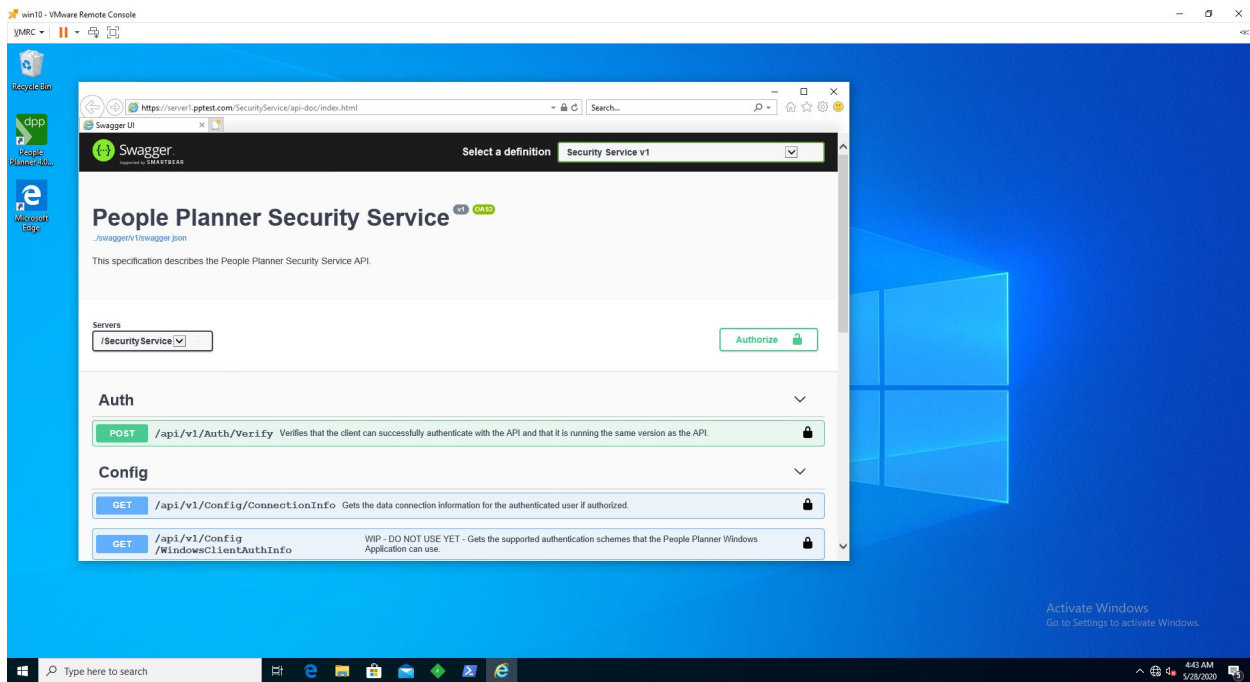 win10 - VMware Remote Console
VMRC
Recycle Bin
dpp
People
Planner 4.0...
Microsoft
Edge
https://server1.pptest.com/SecurityService/api-doc/index.html
Search...
Swagger UI
Swagger.
Supported by SMARTBEAR
Select a definition
Security Service v1
People Planner Security Service v1 OAS3
../swagger/v1/swagger.json
This specification describes the People Planner Security Service API.
Servers
/SecurityService
Authorize
Auth
POST /api/v1/Auth/Verify Verifies that the client can successfully authenticate with the API and that it is running the same version as the API.
Config
GET /api/v1/Config/ConnectionInfo Gets the data connection information for the authenticated user if authorized.
GET /api/v1/Config
/WindowsClientAuthInfo
WIP - DO NOT USE YET - Gets the supported authentication schemes that the People Planner Windows
Application can use.
Activate Windows
Go to Settings to activate Windows.
Type here to search
4:43 AM
5/28/2020
5